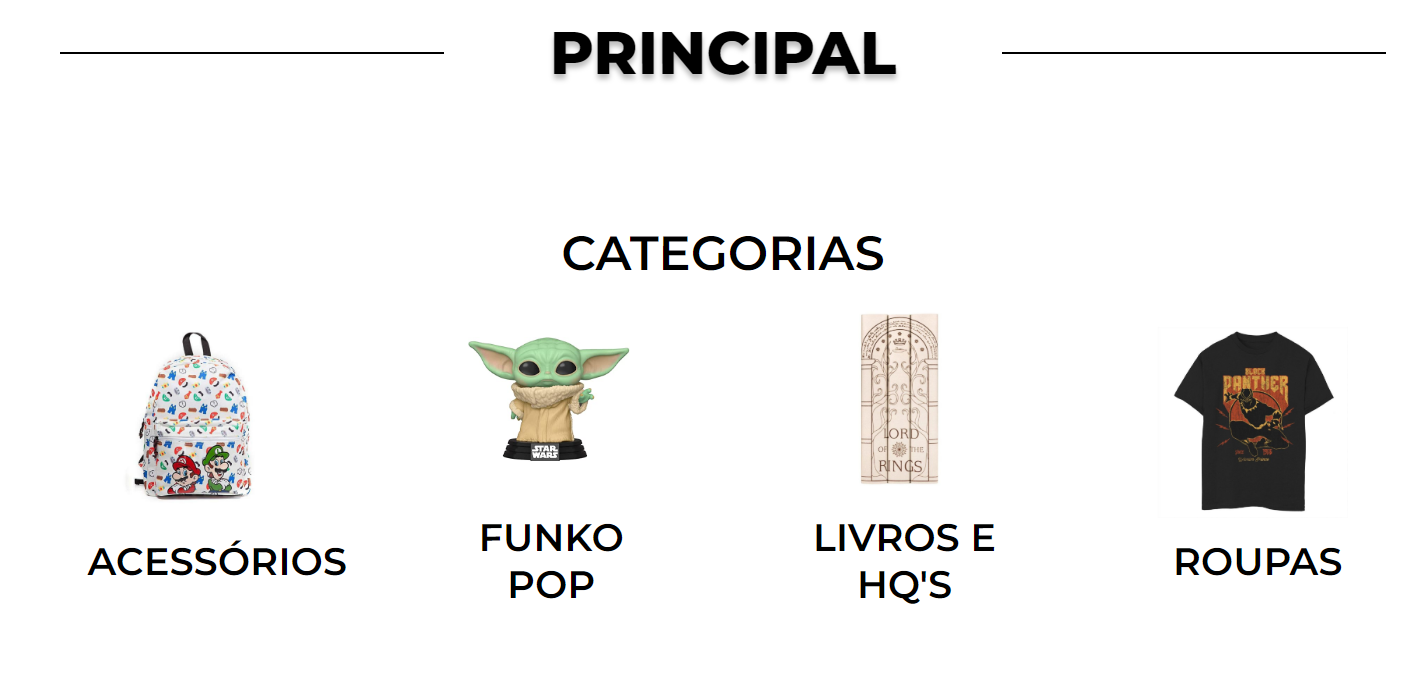 PRINCIPAL
CATEGORIAS
STAR
WARS
LORD
OF THE
RINGS
BLACK
PANTHER
ACESSÓRIOS
FUNKO
POP
LIVROS E
HQ'S
ROUPAS